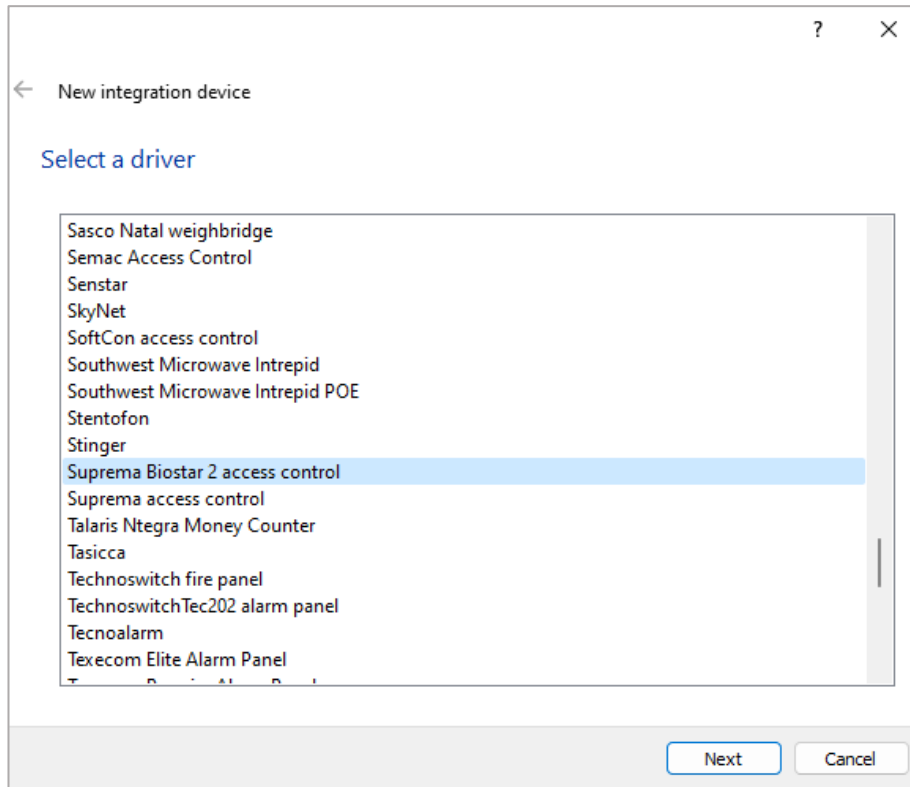 ?
New integration device
Select a driver
Sasco Natal weighbridge
Semac Access Control
Senstar
SkyNet
SoftCon access control
Southwest Microwave Intrepid
Southwest Microwave Intrepid POE
Stentofon
Stinger
Suprema Biostar 2 access control
Suprema access control
Talaris Ntegra Money Counter
Tasicca
Technoswitch fire panel
TechnoswitchTec202 alarm panel
Tecnoalarm
Texecom Elite Alarm Panel
Next Cancel